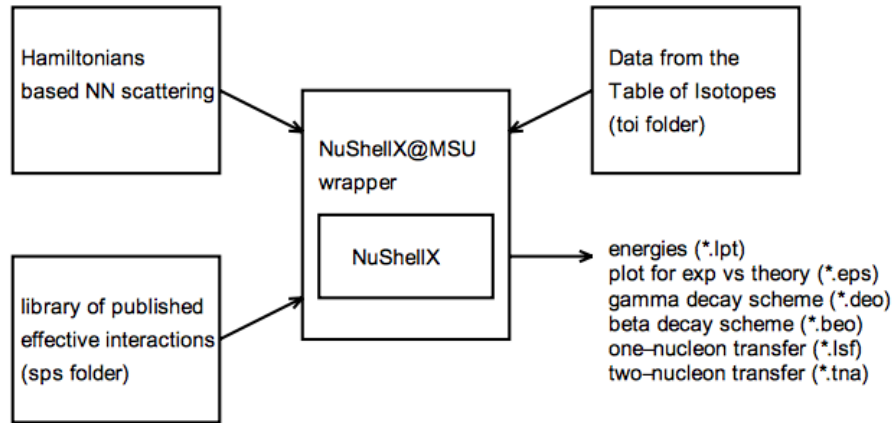 Hamiltonians
based NN scattering
Data from the
Table of Isotopes
(toi folder)
NuShellX@MSU
wrapper
NuShellX
library of published
effective interactions
(sps folder)
energies (*.lpt)
plot for exp vs theory (*.eps)
gamma decay scheme (*.deo)
beta decay scheme (*.beo)
one–nucleon transfer (*.lsf)
two–nucleon transfer (*.tna)